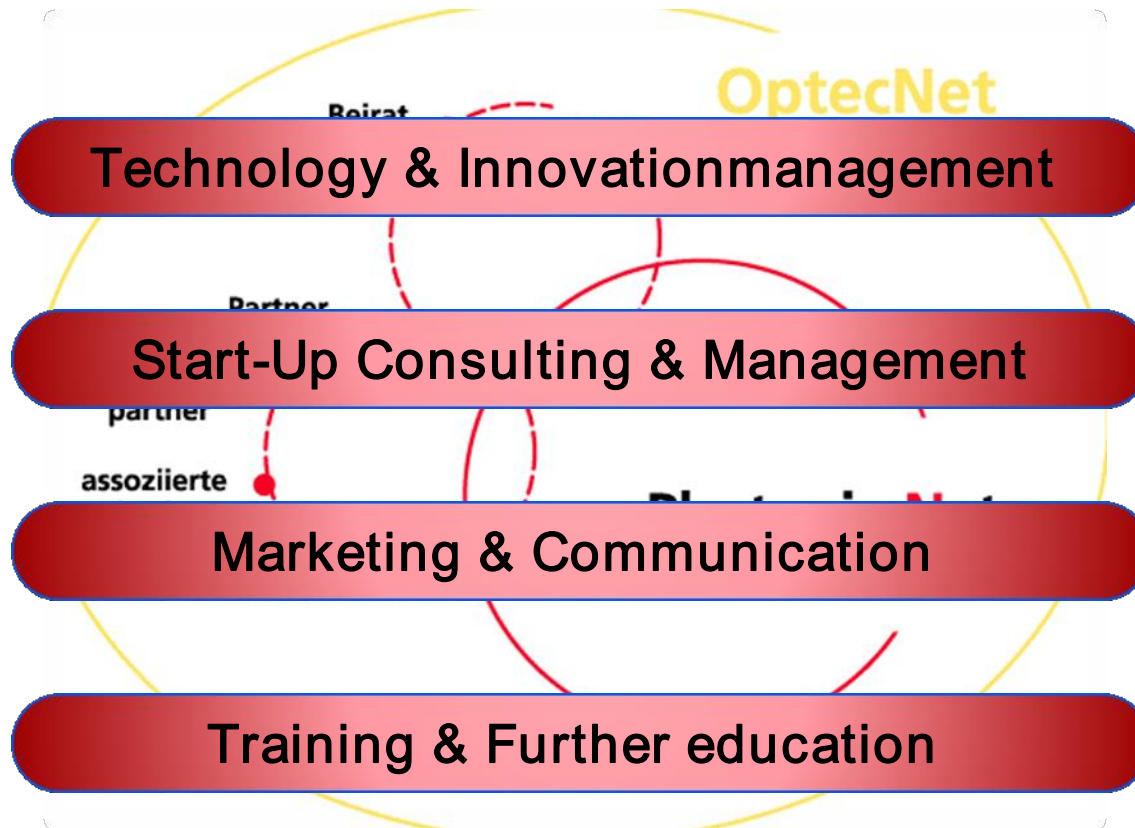 OptecNet
Beirat
Technology & Innovationmanagement
Partner
Start-Up Consulting & Management
partner
assoziierte
Marketing & Communication
Training & Further education